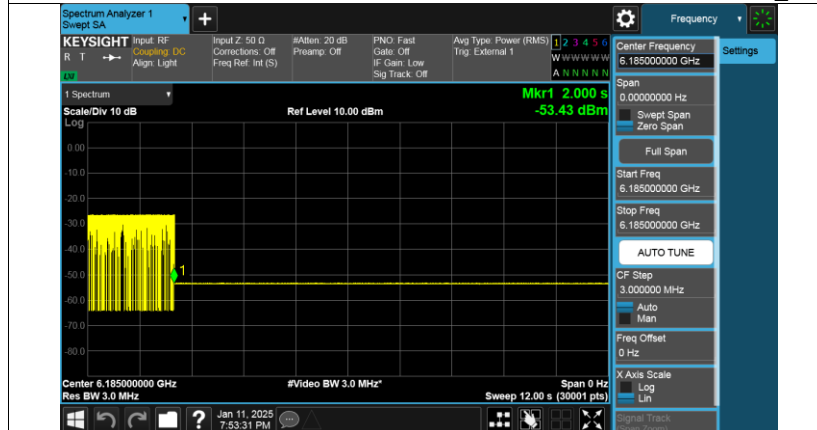 Spectrum Analyzer 1
Swept SA
+
Frequency
KEYSIGHT
R T
LXI
Input: RF
Coupling: DC
Align: Light
Input Z: 50 Ω
Corrections: Off
Freq Ref: Int (S)
#Atten: 20 dB
Preamp: Off
PNO: Fast
Gate: Off
IF Gain: Low
Sig Track: Off
Avg Type: Power (RMS)
Trig: External 1
1 2 3 4 5 6
W W W W W W
A N N N N N
1 Spectrum
Scale/Div 10 dB
Log
Ref Level 10.00 dBm
Mkr1 2.000 s
-53.43 dBm
0.00
-10.0
-20.0
-30.0
-40.0
-50.0
-60.0
-70.0
-80.0
1
Center 6.185000000 GHz
Res BW 3.0 MHz
#Video BW 3.0 MHz*
Span 0 Hz
Sweep 12.00 s (30001 pts)
?
Jan 11, 2025
7:53:31 PM
Center Frequency
6.185000000 GHz
Settings
Span
0.00000000 Hz
Swept Span
Zero Span
Full Span
Start Freq
6.185000000 GHz
Stop Freq
6.185000000 GHz
AUTO TUNE
CF Step
3.000000 MHz
Auto
Man
Freq Offset
0 Hz
X Axis Scale
Log
Lin
Signal Track
(Span Zoom)